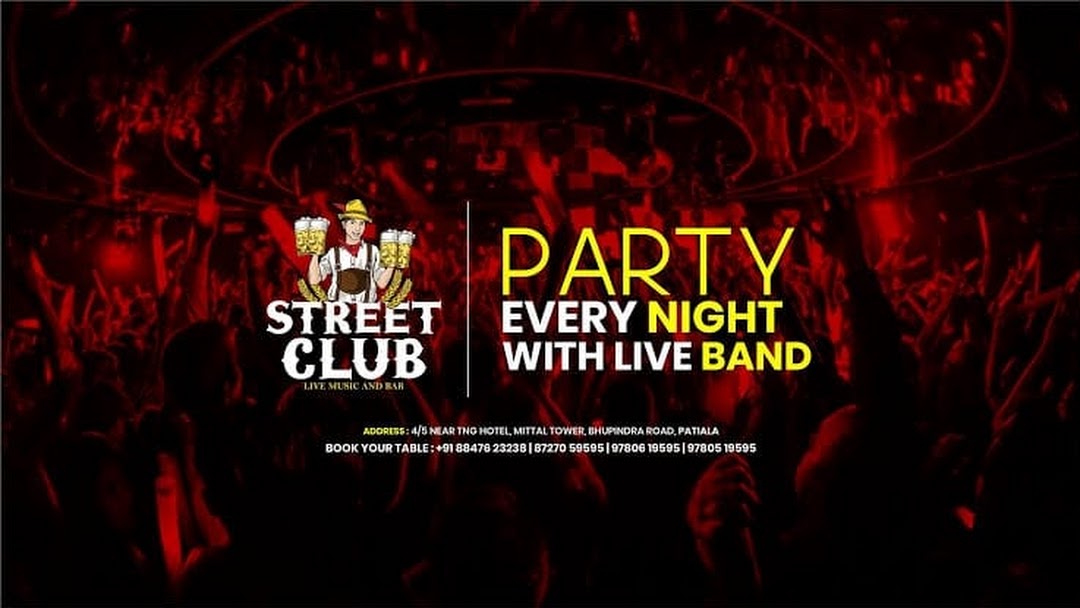 STREET
CLUB
LIVE MUSIC AND BAR
PARTY
EVERY NIGHT
WITH LIVE BAND
ADDRESS : 4/5 NEAR TNG HOTEL, MITTAL TOWER, BHUPINDRA ROAD, PATIALA
BOOK YOUR TABLE : +91 88476 23238 | 87270 59595 | 97806 19595 | 97805 19595